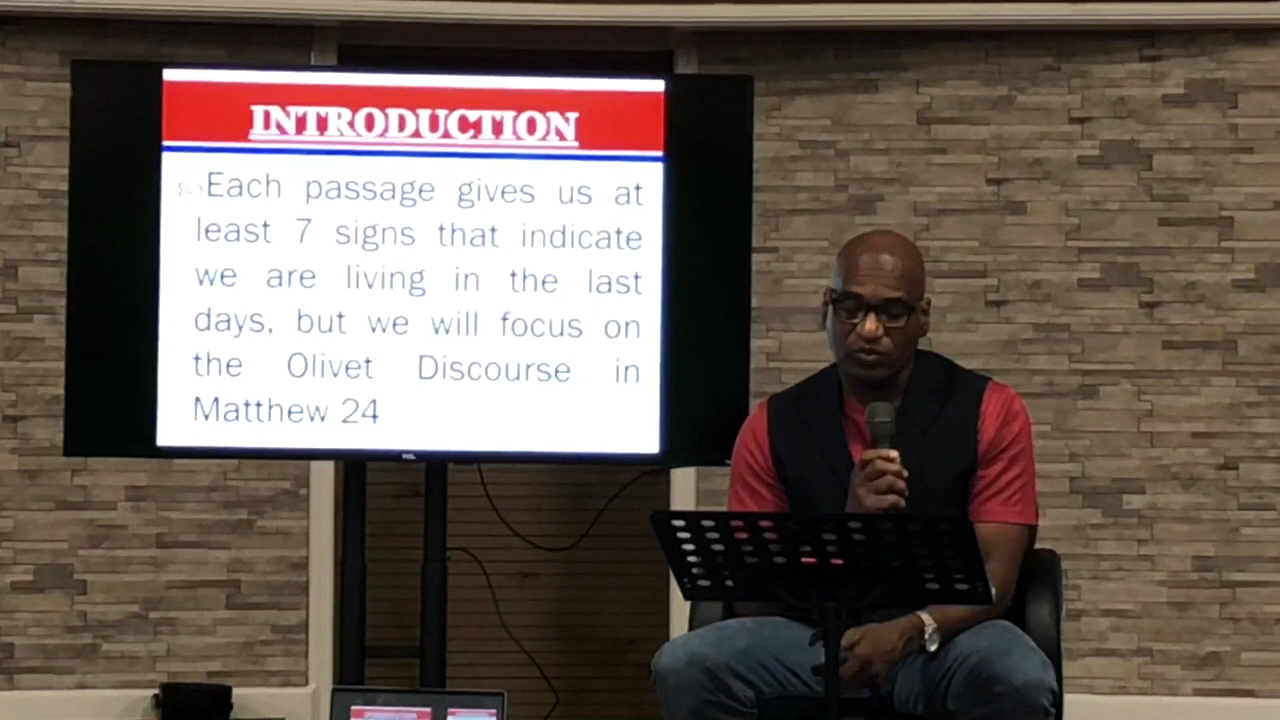 INTRODUCTION
Each passage gives us at
least 7 signs that indicate
we are living in the last
days, but we will focus on
the Olivet Discourse in
Matthew 24
TCL